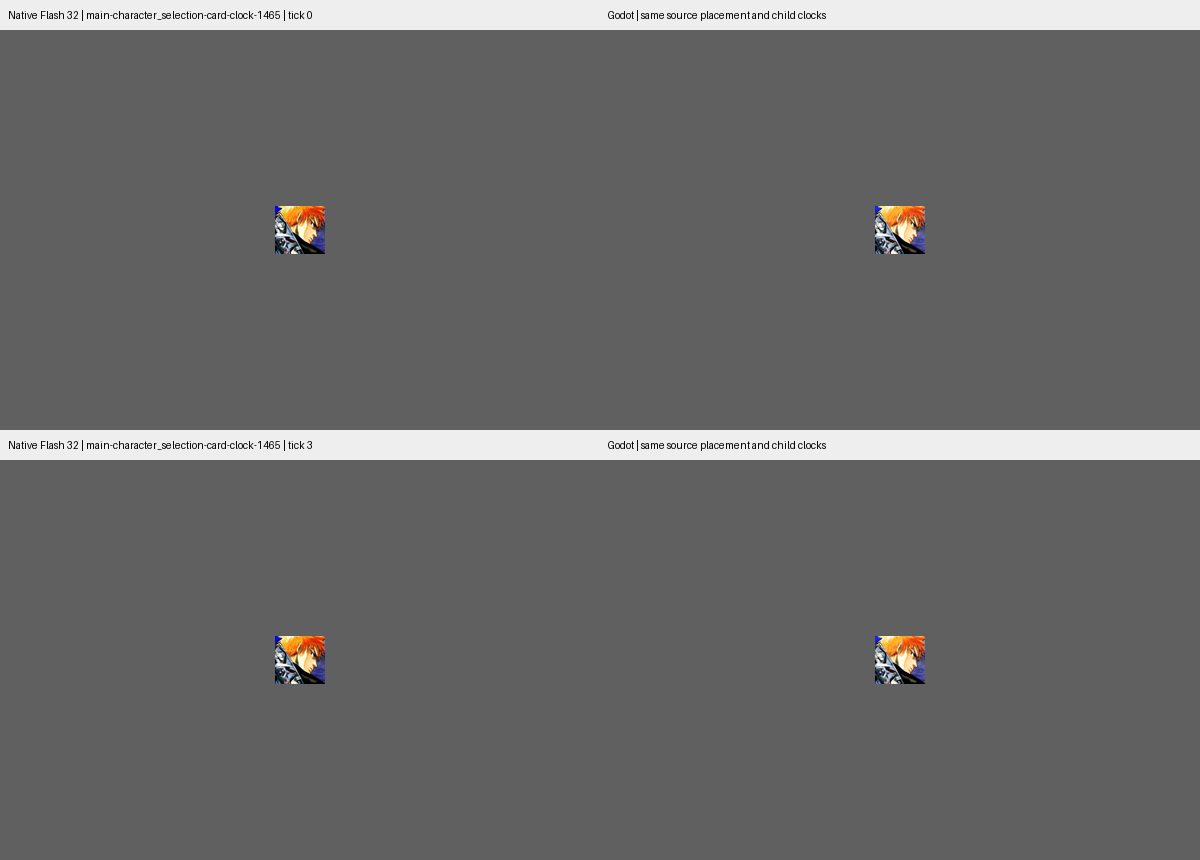 Native Flash 32 | main-character_selection-card-clock-1465 | tick 0
Godot | same source placement and child clocks
Native Flash 32 | main-character_selection-card-clock-1465 | tick 3
Godot | same source placement and child clocks